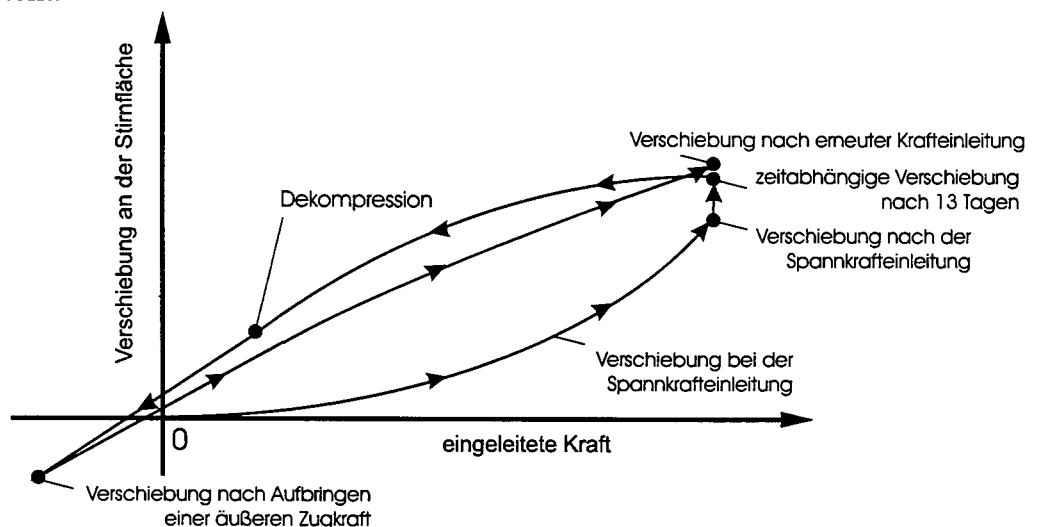 Verschiebung an der Stirnfläche
Verschiebung nach erneuter Krafteinleitung
zeitabhängige Verschiebung
nach 13 Tagen
Dekompression
Verschiebung nach der
Spannkrafteinleitung
Verschiebung bei der
Spannkrafteinleitung
0
eingeleitete Kraft
Verschiebung nach Aufbringen
einer äußeren Zugkraft